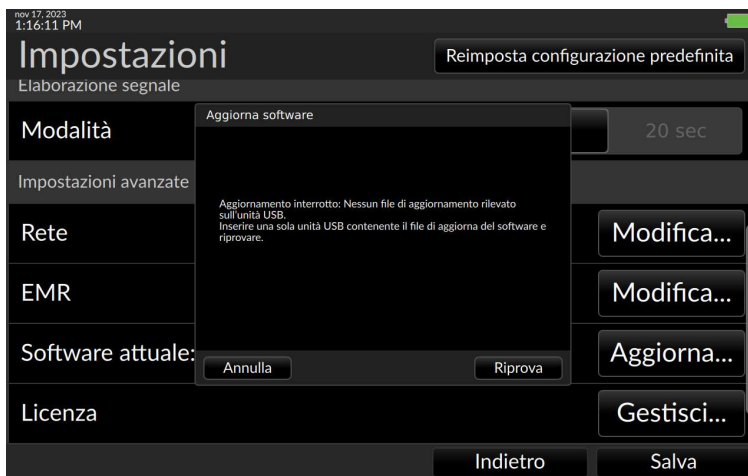 nov 17, 2023
1:16:11 PM
Impostazioni
Reimposta configurazione predefinita
Elaborazione segnale
Modalità
20 sec
Impostazioni avanzate
Aggiorna software
Aggiornamento interrotto: Nessun file di aggiornamento rilevato
sull'unità USB.
Inserire una sola unità USB contenente il file di aggiorna del software e
riprovare.
Annulla
Riprova
Rete
Modifica...
EMR
Modifica...
Software attuale:
Aggiorna...
Licenza
Gestisci...
Indietro
Salva